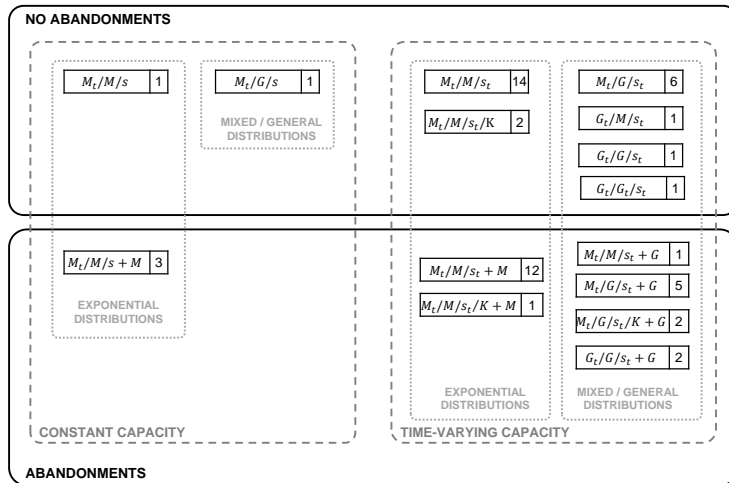 NO ABANDONMENTS
M_t/M/s 1
M_t/G/s 1
MIXED / GENERAL
DISTRIBUTIONS
M_t/M/s_t 14
M_t/M/s_t/K 2
M_t/G/s_t 6
G_t/M/s_t 1
G_t/G/s_t 1
G_t/G_t/s_t 1
M_t/M/s + M 3
EXPONENTIAL
DISTRIBUTIONS
M_t/M/s_t + M 12
M_t/M/s_t/K + M 1
M_t/M/s_t + G 1
M_t/G/s_t + G 5
M_t/G/s_t/K + G 2
G_t/G/s_t + G 2
EXPONENTIAL
DISTRIBUTIONS
MIXED / GENERAL
DISTRIBUTIONS
CONSTANT CAPACITY
TIME-VARYING CAPACITY
ABANDONMENTS